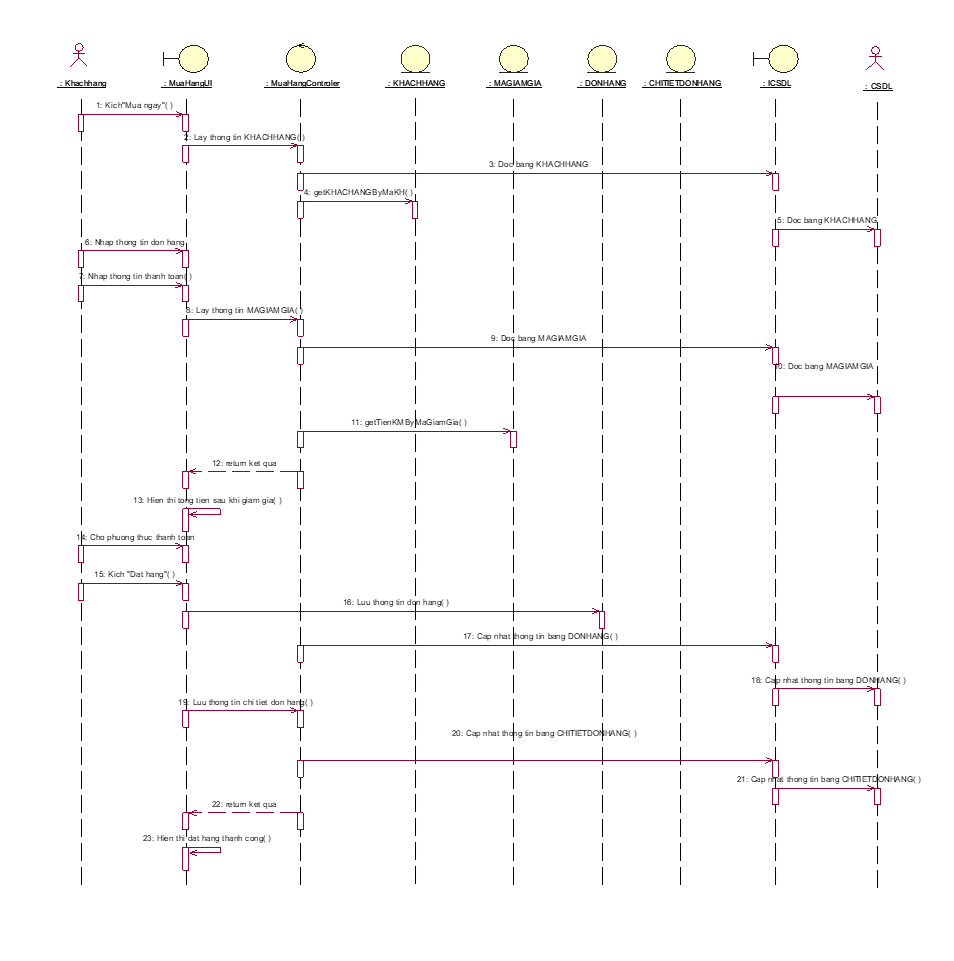 : Khachhang
: MuaHangUI
: MuaHangControler
: KHACHHANG
: MAGIAMGIA
: DONHANG
: CHITIETDONHANG
: ICSDL
: CSDL
1: Kich"Mua ngay"( )
2: Lay thong tin KHACHHANG( )
3: Doc bang KHACHHANG
4: getKHACHANGByMaKH( )
5: Doc bang KHACHHANG
6: Nhap thong tin don hang
7: Nhap thong tin thanh toan( )
8: Lay thong tin MAGIAMGIA( )
9: Doc bang MAGIAMGIA
10: Doc bang MAGIAMGIA
11: getTienKMByMaGiamGia( )
12: return ket qua
13: Hien thi tong tien sau khi giam gia( )
14: Cho phuong thuc thanh toan
15: Kich "Dat hang"( )
16: Luu thong tin don hang( )
17: Cap nhat thong tin bang DONHANG( )
18: Cap nhat thong tin bang DONHANG( )
19: Luu thong tin chi tiet don hang( )
20: Cap nhat thong tin bang CHITIETDONHANG( )
21: Cap nhat thong tin bang CHITIETDONHANG( )
22: return ket qua
23: Hien thi dat hang thanh cong( )